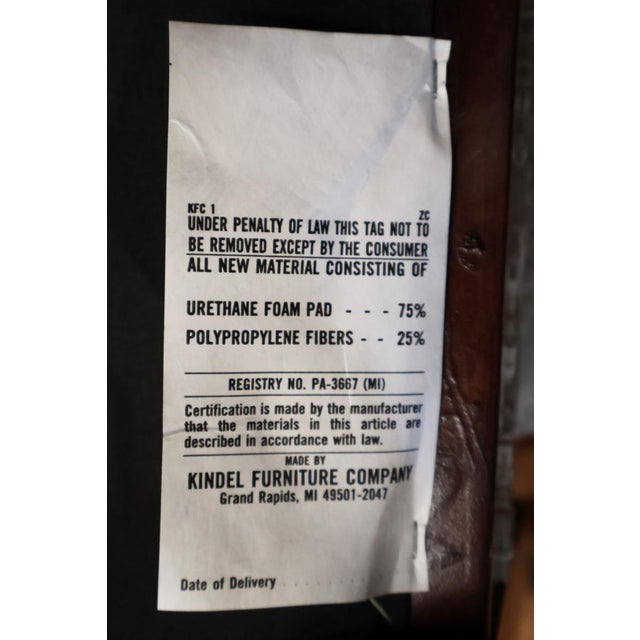 KFC 1 ZC
UNDER PENALTY OF LAW THIS TAG NOT TO
BE REMOVED EXCEPT BY THE CONSUMER
ALL NEW MATERIAL CONSISTING OF
URETHANE FOAM PAD - - - 75%
POLYPROPYLENE FIBERS - - 25%
REGISTRY NO. PA-3667 (MI)
Certification is made by the manufacturer
that the materials in this article are
described in accordance with law.
MADE BY
KINDEL FURNITURE COMPANY
Grand Rapids, MI 49501-2047
Date of Delivery . . . . . . . . . . . . .